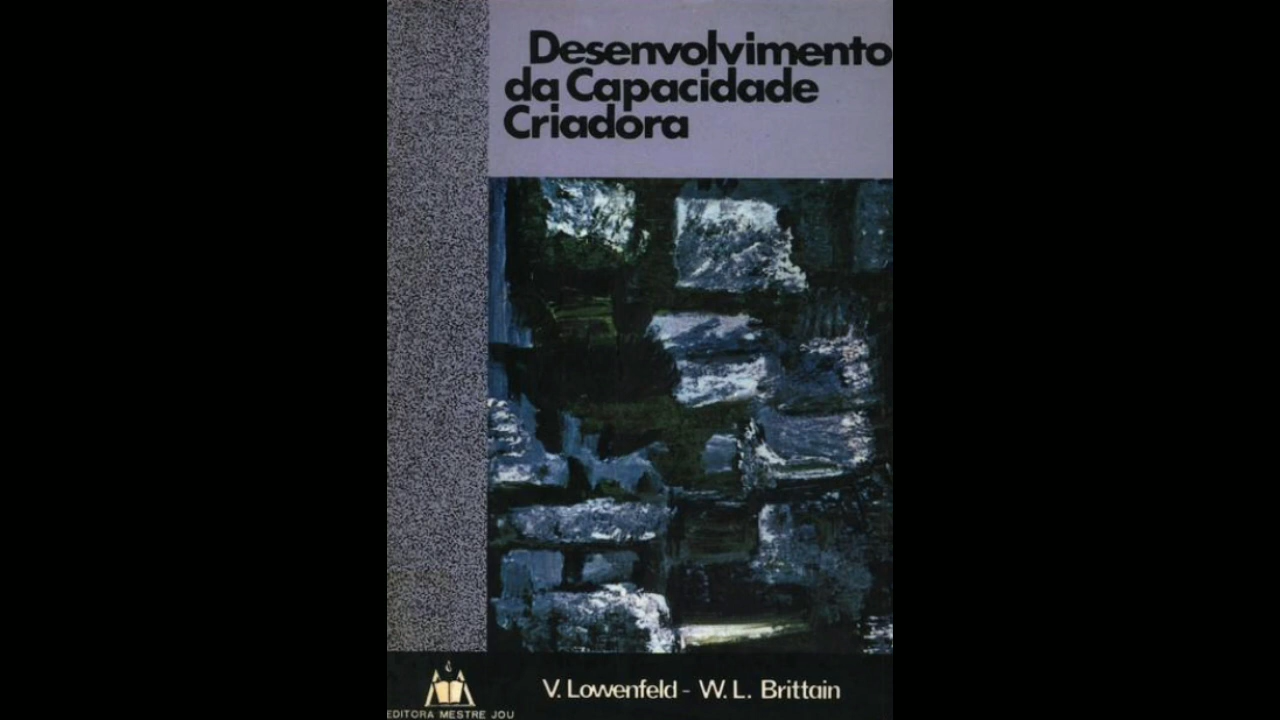 Desenvolvimento
da Capacidade
Criadora
V. Lowenfeld - W. L. Brittain
EDITORA MESTRE JOU